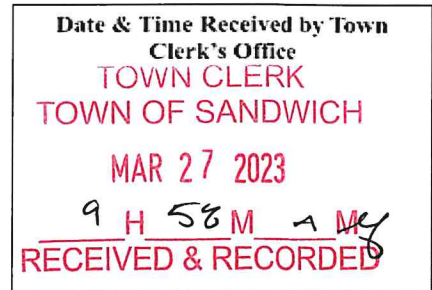 Date & Time Received by Town
Clerk's Office
TOWN CLERK
TOWN OF SANDWICH
MAR 27 2023
9 H 58 M A M
RECEIVED & RECORDED